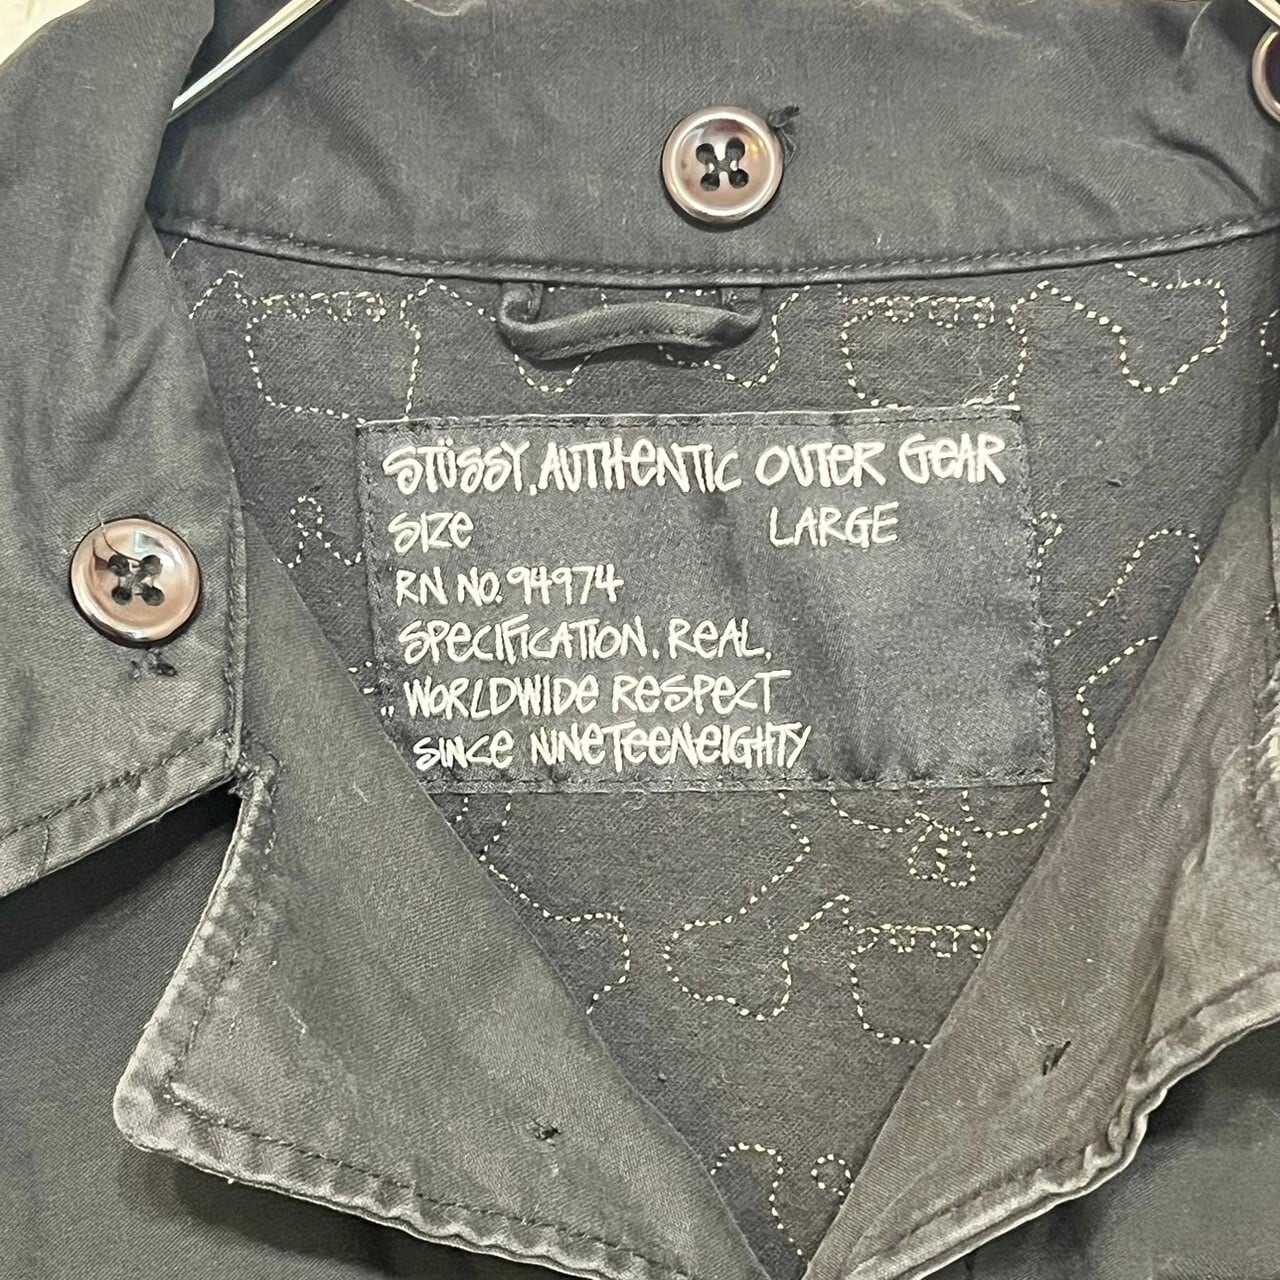 STÜSSY, AUTHENTIC OUTER GEAR
SIZE LARGE
RN NO. 94974
SPECIFICATION. REAL.
"WORLDWIDE RESPECT
SINCE NINETEENEIGHTY